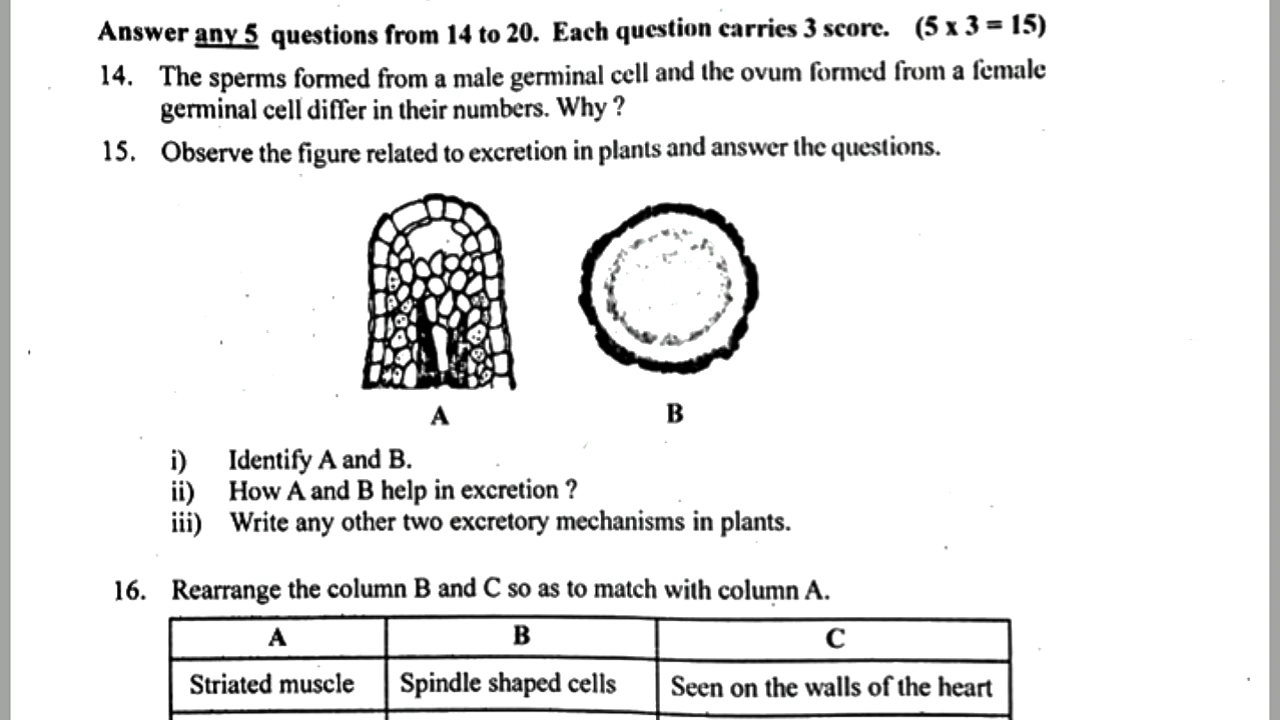 Answer any 5 questions from 14 to 20. Each question carries 3 score. (5 x 3 = 15)
14. The sperms formed from a male germinal cell and the ovum formed from a female
germinal cell differ in their numbers. Why ?
15. Observe the figure related to excretion in plants and answer the questions.
A
B
i) Identify A and B.
ii) How A and B help in excretion ?
iii) Write any other two excretory mechanisms in plants.
16. Rearrange the column B and C so as to match with column A.
A B C
Striated muscle Spindle shaped cells Seen on the walls of the heart